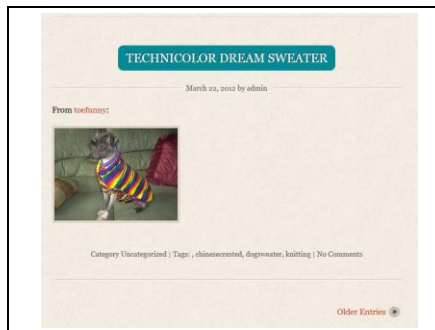 TECHNICOLOR DREAM SWEATER
March 22, 2012 by admin
From toefunny:
Category Uncategorized | Tags: , chinesecrested, dogsweater, knitting | No Comments
Older Entries »